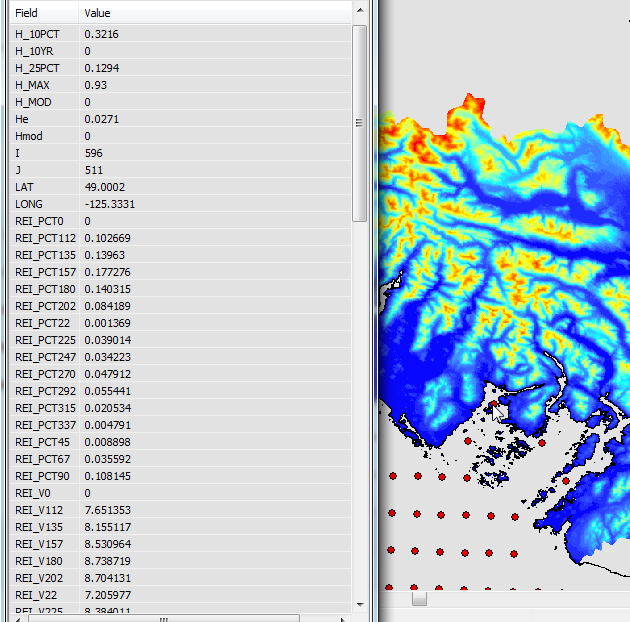 Field Value
H_10PCT 0.3216
H_10YR 0
H_25PCT 0.1294
H_MAX 0.93
H_MOD 0
He 0.0271
Hmod 0
I 596
J 511
LAT 49.0002
LONG -125.3331
REI_PCT0 0
REI_PCT112 0.102669
REI_PCT135 0.13963
REI_PCT157 0.177276
REI_PCT180 0.140315
REI_PCT202 0.084189
REI_PCT22 0.001369
REI_PCT225 0.039014
REI_PCT247 0.034223
REI_PCT270 0.047912
REI_PCT292 0.055441
REI_PCT315 0.020534
REI_PCT337 0.004791
REI_PCT45 0.008898
REI_PCT67 0.035592
REI_PCT90 0.108145
REI_V0 0
REI_V112 7.651353
REI_V135 8.155117
REI_V157 8.530964
REI_V180 8.738719
REI_V202 8.704131
REI_V22 7.205977
REI_V225 8.384011